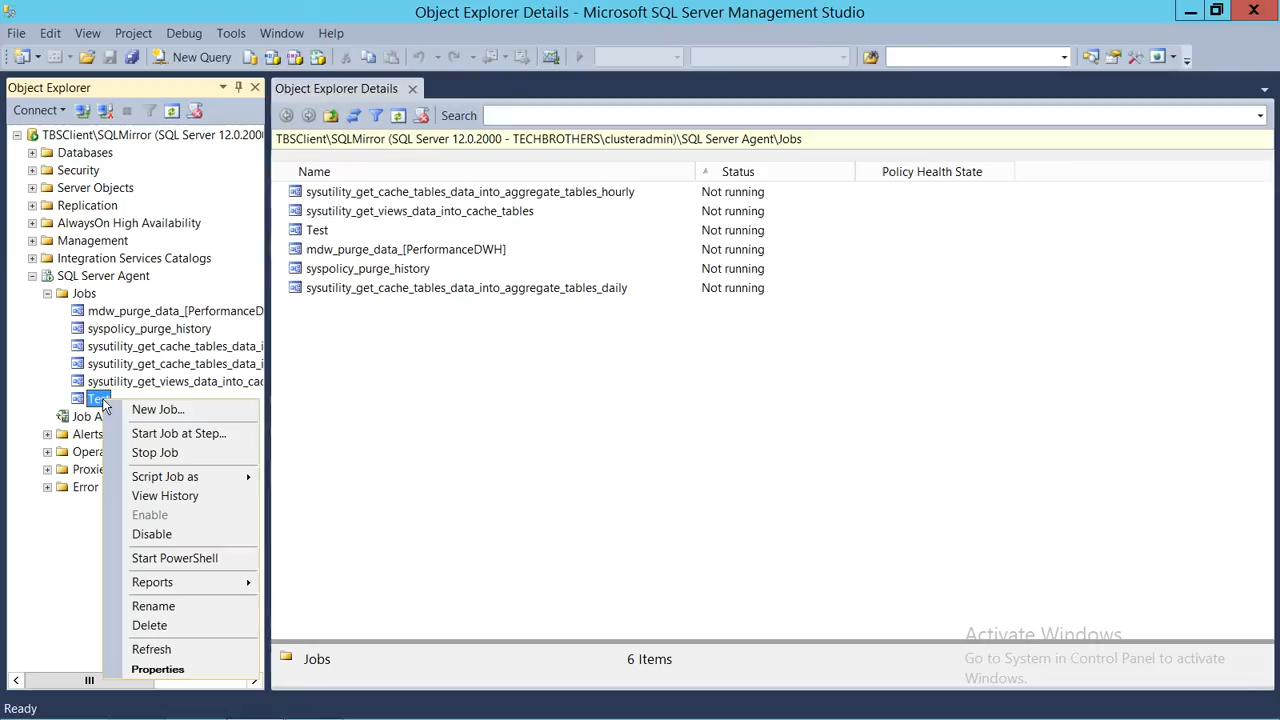 Object Explorer Details - Microsoft SQL Server Management Studio
File Edit View Project Debug Tools Window Help
New Query
Object Explorer
Object Explorer Details
Connect
Search
TBSClient\SQLMirror (SQL Server 12.0.2000
TBSClient\SQLMirror (SQL Server 12.0.2000 - TECHBROTHERS\clusteradmin)\SQL Server Agent\Jobs
Databases
Security
Server Objects
Replication
AlwaysOn High Availability
Management
Integration Services Catalogs
SQL Server Agent
Jobs
mdw_purge_data_[PerformanceD
syspolicy_purge_history
sysutility_get_cache_tables_data_i
sysutility_get_cache_tables_data_i
sysutility_get_views_data_into_cac
Job A
Alerts
Opera
Proxie
Error
New Job...
Start Job at Step...
Stop Job
Script Job as
View History
Enable
Disable
Start PowerShell
Reports
Rename
Delete
Refresh
Properties
Name Status Policy Health State
sysutility_get_cache_tables_data_into_aggregate_tables_hourly Not running
sysutility_get_views_data_into_cache_tables Not running
Test Not running
mdw_purge_data_[PerformanceDWH] Not running
syspolicy_purge_history Not running
sysutility_get_cache_tables_data_into_aggregate_tables_daily Not running
Jobs 6 Items
Activate Windows
Go to System in Control Panel to activate
Windows.
Ready